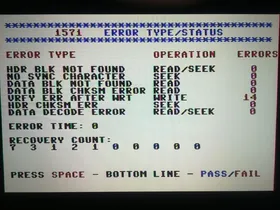 ************************************
1571 ERROR TYPE/STATUS
************************************
ERROR TYPE OPERATION ERRORS
HDR BLK NOT FOUND READ/SEEK 0
NO SYNC CHARACTER SEEK 0
DATA BLK NOT FOUND READ 0
DATA BLK CHKSM ERROR READ 0
VRFY ERR AFTER WRT WRITE 14
HDR CHKSM ERR SEEK 0
DATA DECODE ERROR READ/SEEK 0
ERROR TIME: 0
RECOVERY COUNT:
Y 3 1 2 1 0 0 0 0 0
PRESS SPACE - BOTTOM LINE - PASS/FAIL